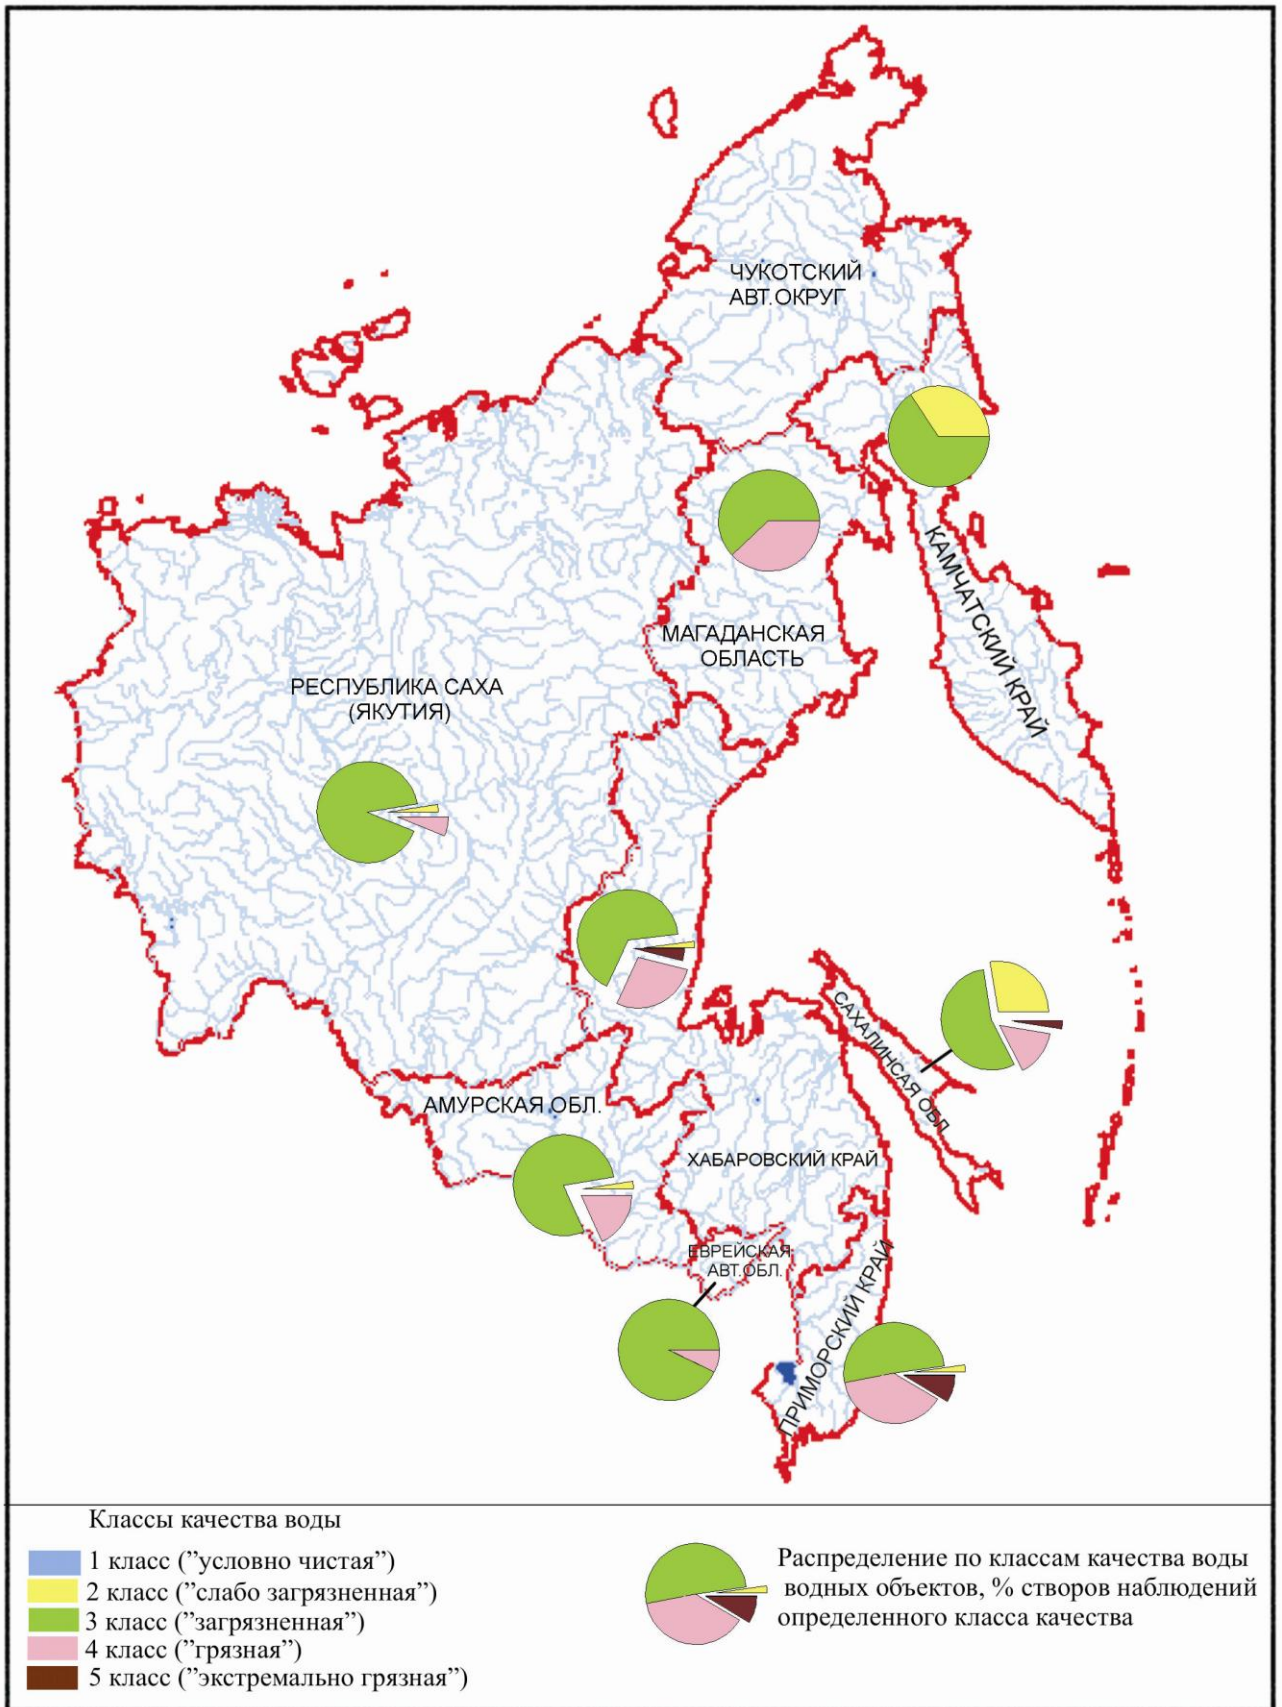 ЧУКОТСКИЙ
АВТ.ОКРУГ
КАМЧАТСКИЙ КРАЙ
МАГАДАНСКАЯ
ОБЛАСТЬ
РЕСПУБЛИКА САХА
(ЯКУТИЯ)
САХАЛИНСАЯ ОБЛ
АМУРСКАЯ ОБЛ.
ХАБАРОВСКИЙ КРАЙ
ЕВРЕЙСКАЯ
АВТ.ОБЛ.
ПРИМОРСКИЙ КРАЙ
Классы качества воды
1 класс (”условно чистая”)
2 класс (”слабо загрязненная”)
3 класс (”загрязненная”)
4 класс (”грязная”)
5 класс (”экстремально грязная”)
Распределение по классам качества воды
водных объектов, % створов наблюдений
определенного класса качества